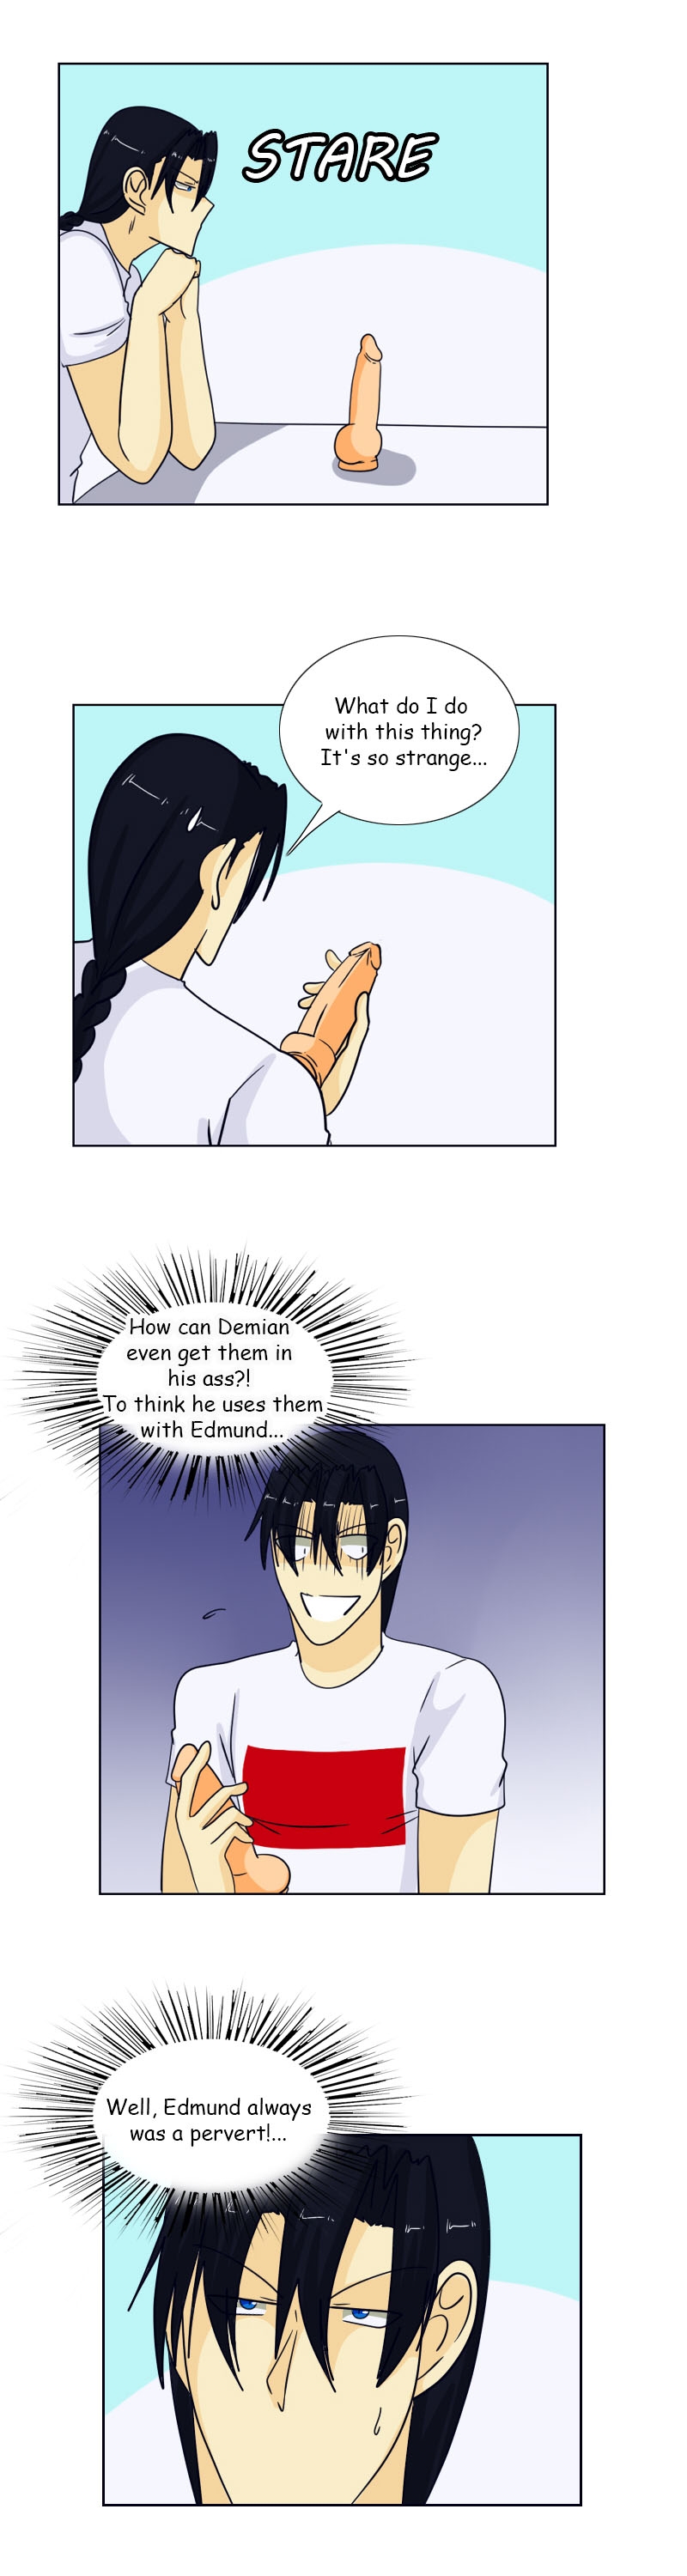 STARE
What do I do
with this thing?
It's so strange...
How can Demian
even get them in
his ass?!
To think he uses them
with Edmund...
Well, Edmund always
was a pervert!...